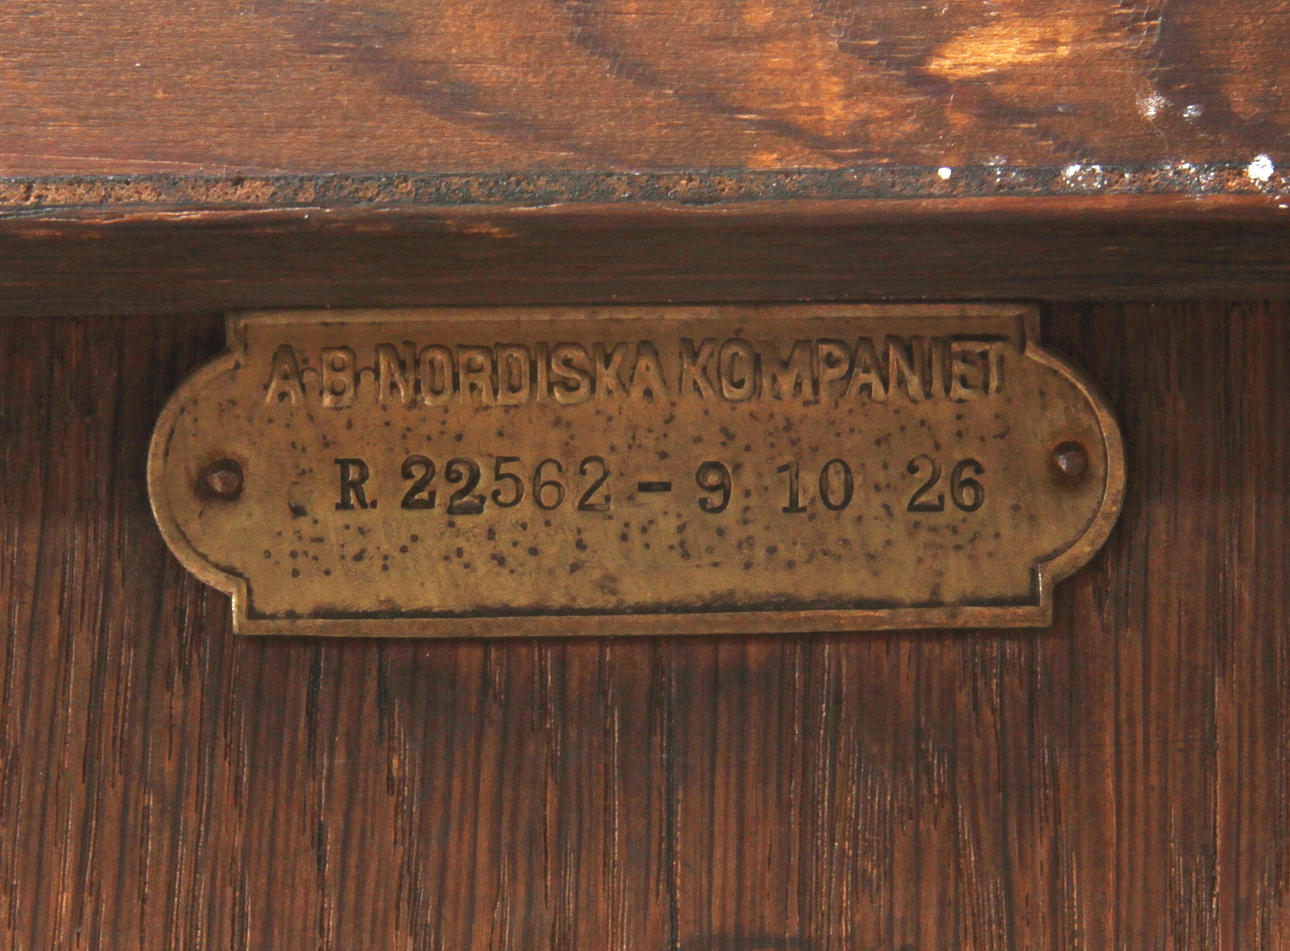 A·B·NORDISKA KOMPANIET
R. 22562 - 9 10 26